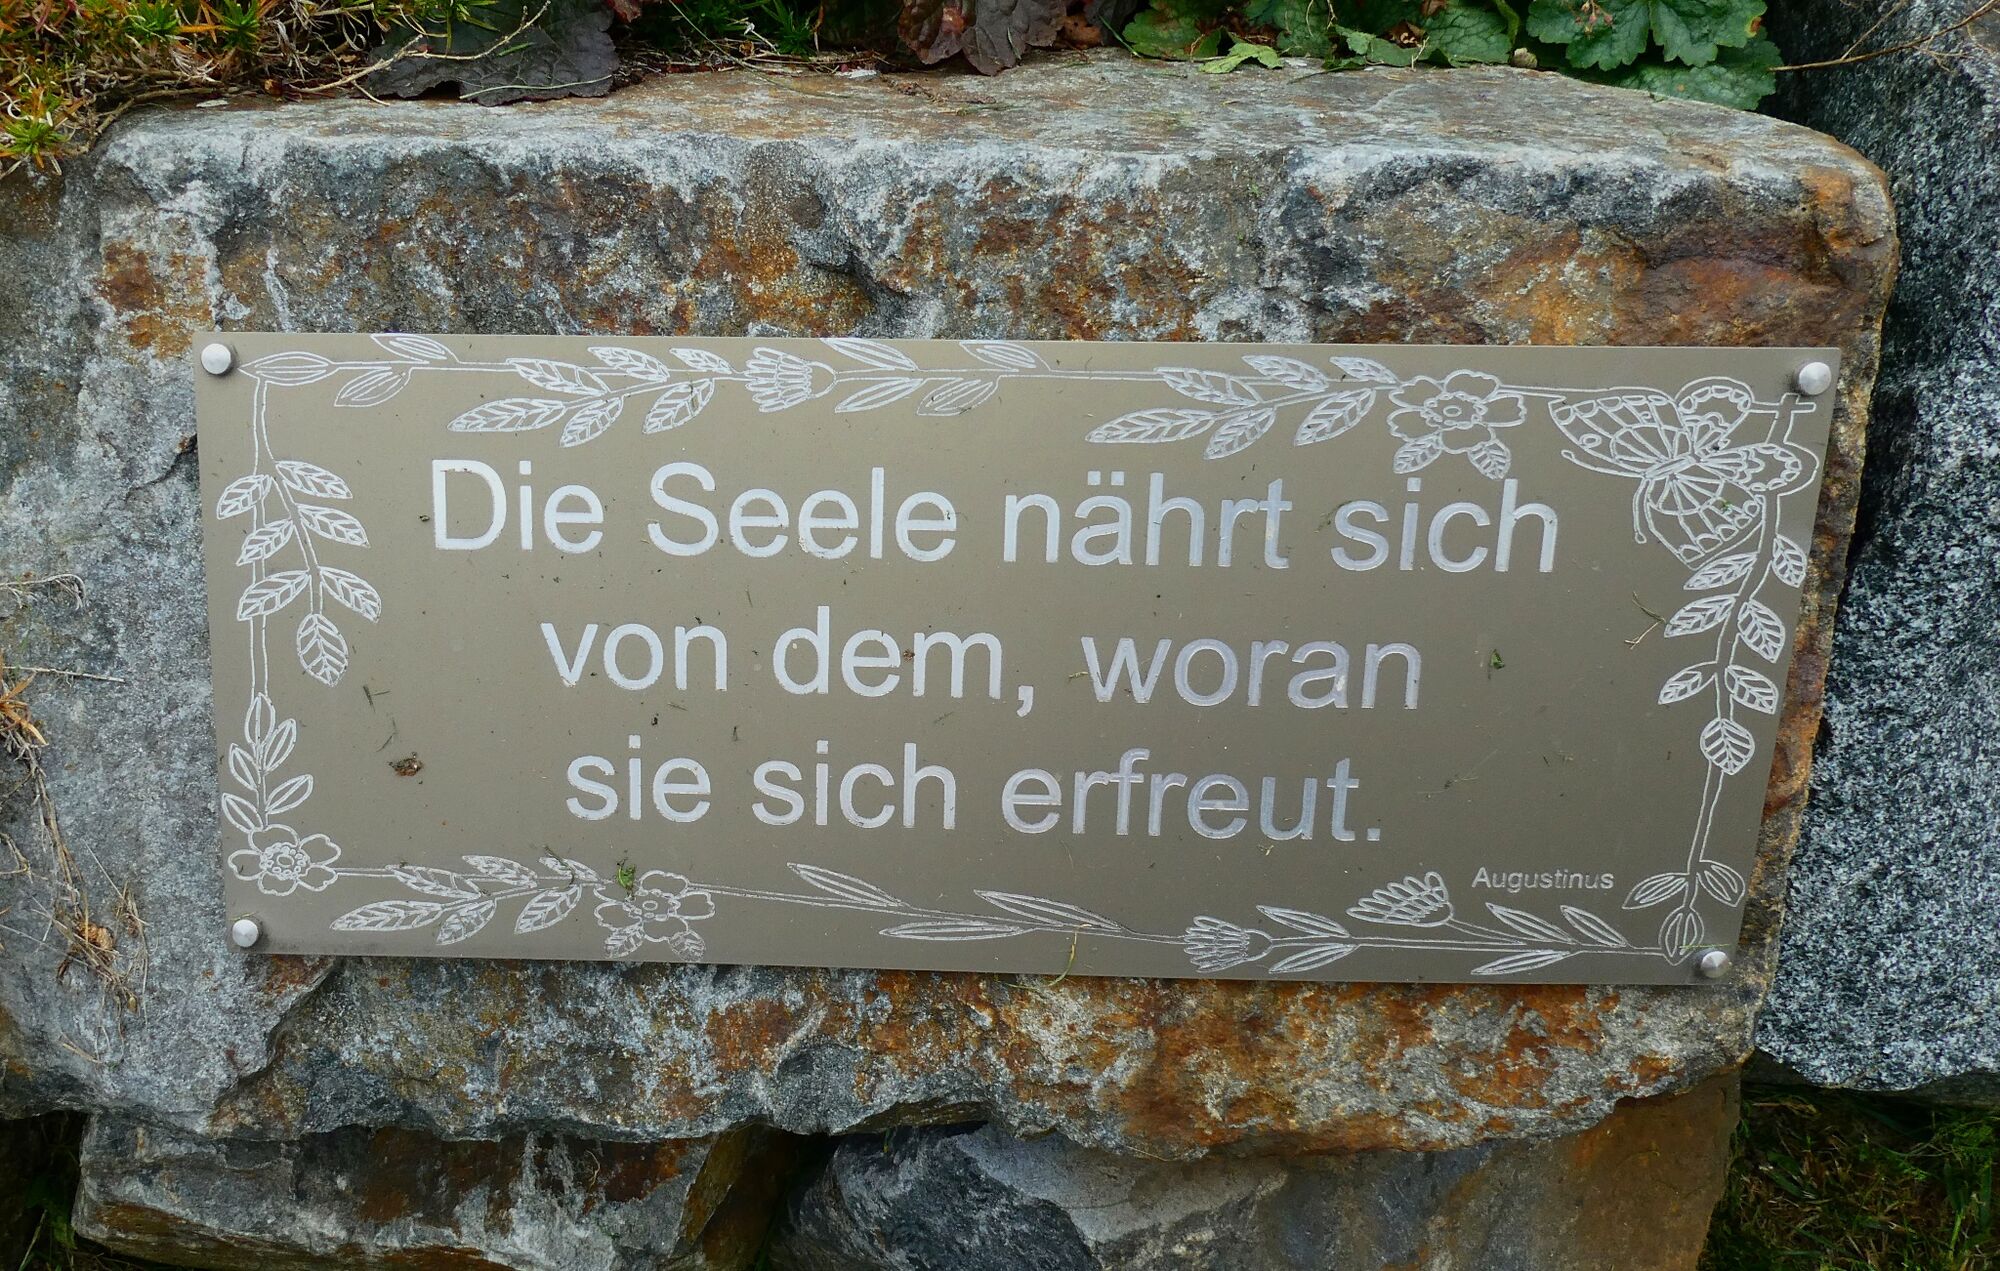 Die Seele nährt sich
von dem, woran
sie sich erfreut.
Augustinus